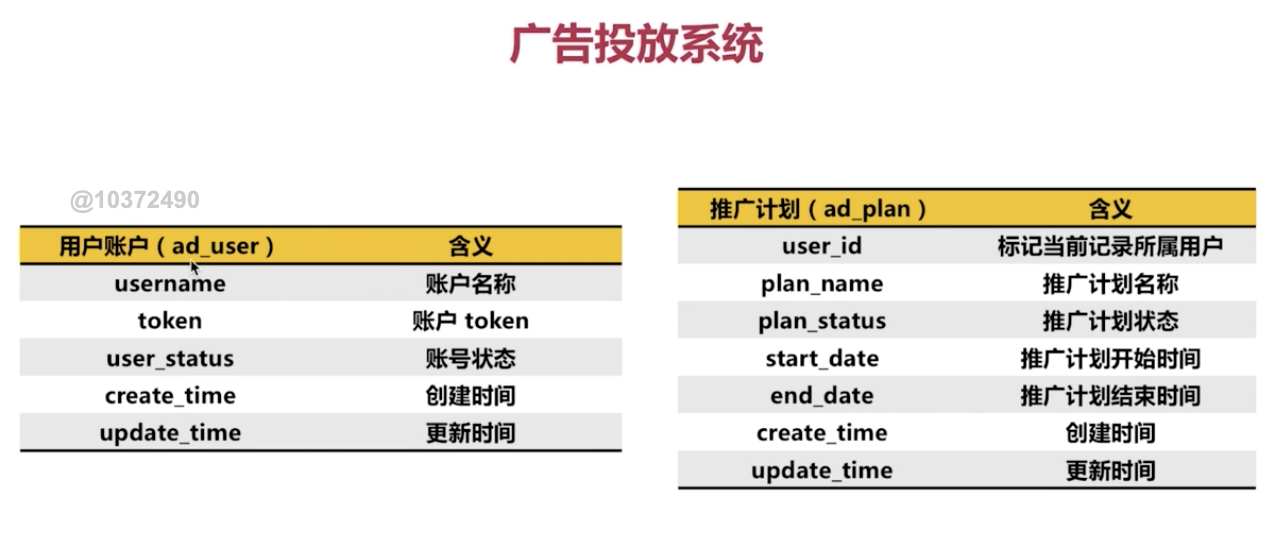 广告投放系统
@10372490
用户账户（ad_user） 含义
username 账户名称
token 账户 token
user_status 账号状态
create_time 创建时间
update_time 更新时间
推广计划（ad_plan） 含义
user_id 标记当前记录所属用户
plan_name 推广计划名称
plan_status 推广计划状态
start_date 推广计划开始时间
end_date 推广计划结束时间
create_time 创建时间
update_time 更新时间